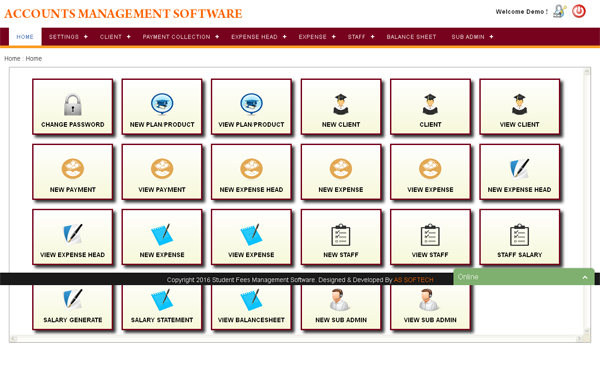 ACCOUNTS MANAGEMENT SOFTWARE
Welcome Demo !
HOME SETTINGS + CLIENT + PAYMENT COLLECTION + EXPENSE HEAD + EXPENSE + STAFF + BALANCE SHEET SUB ADMIN +
Home : Home
CHANGE PASSWORD NEW PLAN PRODUCT VIEW PLAN PRODUCT NEW CLIENT CLIENT VIEW CLIENT
NEW PAYMENT VIEW PAYMENT NEW EXPENSE HEAD NEW EXPENSE VIEW EXPENSE NEW EXPENSE HEAD
VIEW EXPENSE HEAD NEW EXPENSE VIEW EXPENSE NEW STAFF VIEW STAFF STAFF SALARY
Copyright 2016 Student Fees Management Software. Designed & Developed By AS SOFTECH
Online
SALARY GENERATE SALARY STATEMENT VIEW BALANCESHEET NEW SUB ADMIN VIEW SUB ADMIN